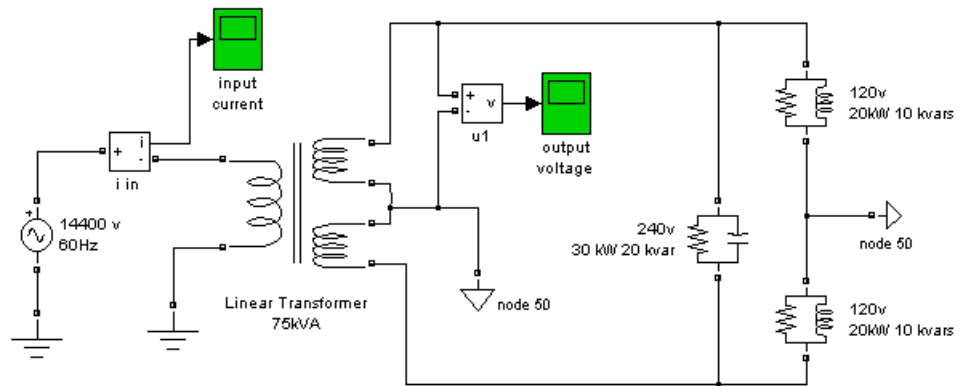 input
current
i
+
-
i in
+
14400 v
60Hz
Linear Transformer
75kVA
+
-
v
u1
output
voltage
node 50
240v
30 kW 20 kvar
120v
20kW 10 kvars
node 50
120v
20kW 10 kvars